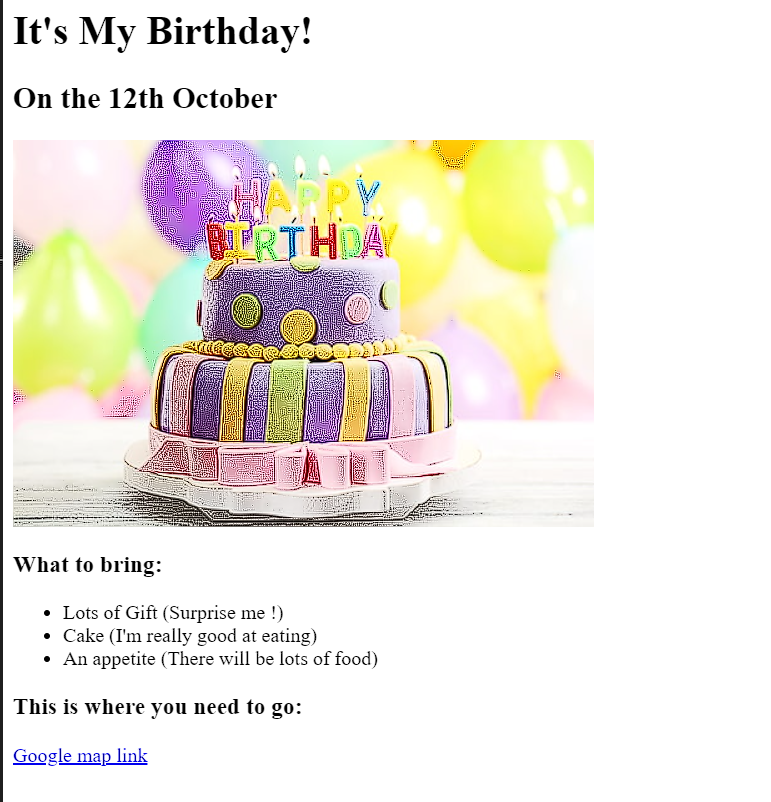 It's My Birthday!
On the 12th October
HAPPY
BIRTHDAY
What to bring:
Lots of Gift (Surprise me !)
Cake (I'm really good at eating)
An appetite (There will be lots of food)
This is where you need to go:
Google map link